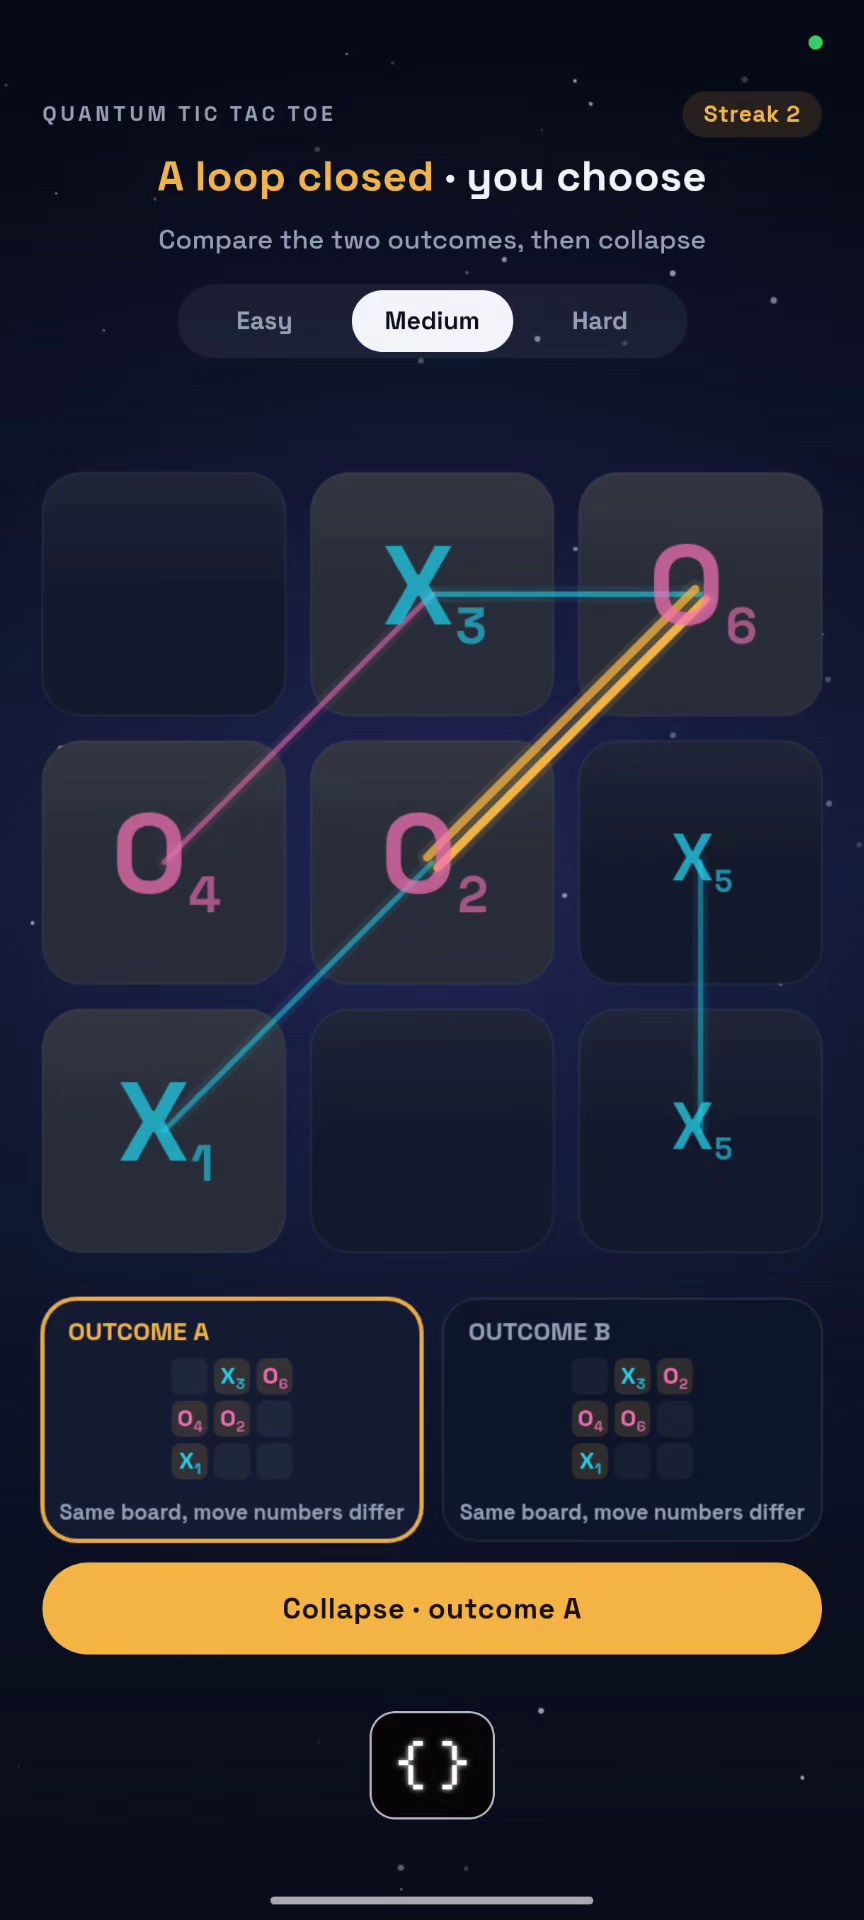 QUANTUM TIC TAC TOE
Streak 2
A loop closed · you choose
Compare the two outcomes, then collapse
Easy Medium Hard
X3 O6
O4 O2 X5
X1 X5
OUTCOME A
X3 O6
O4 O2
X1
Same board, move numbers differ
OUTCOME B
X3 O2
O4 O6
X1
Same board, move numbers differ
Collapse · outcome A
{ }